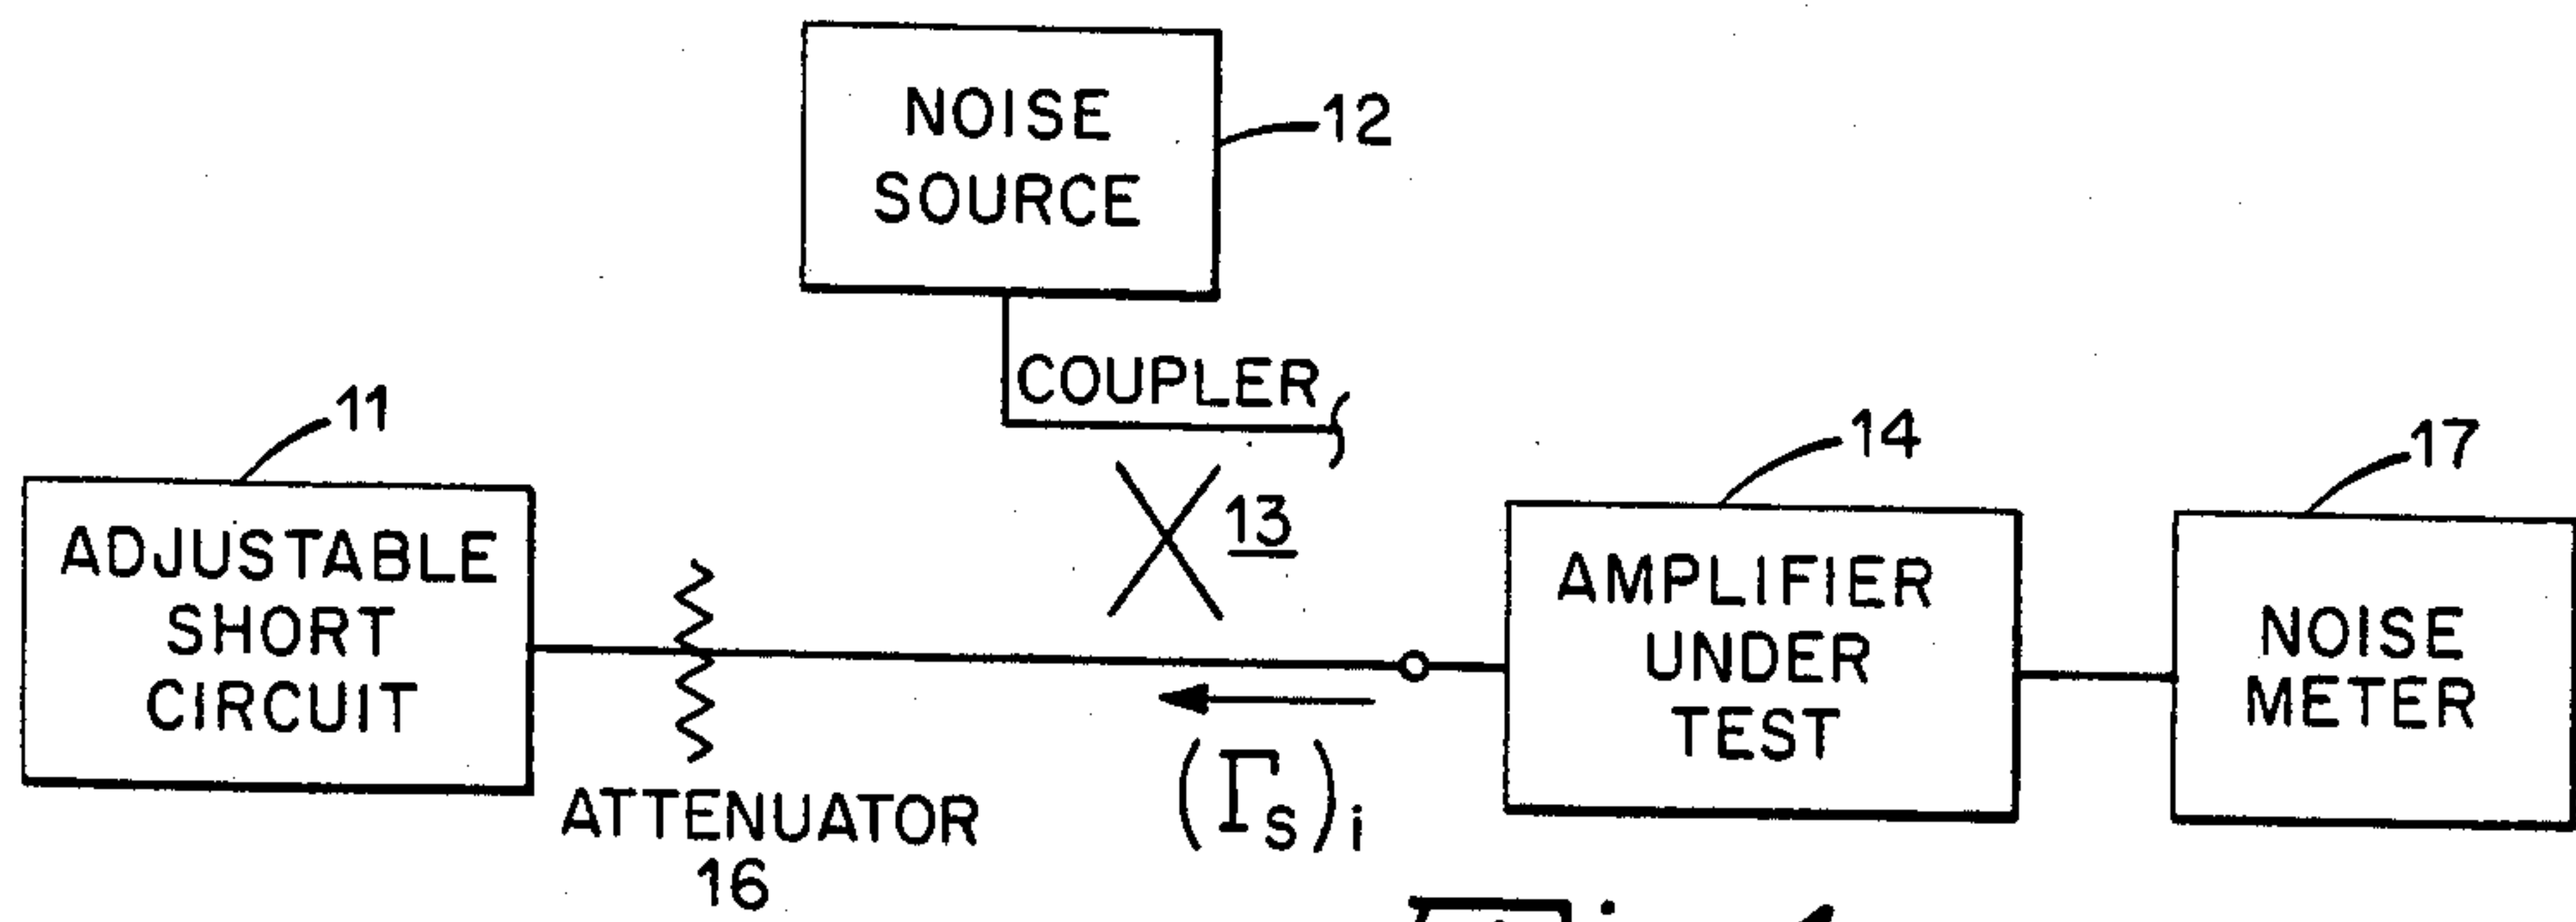 NOISE
SOURCE
12
COUPLER
11
14
17
13
ADJUSTABLE
SHORT
CIRCUIT
AMPLIFIER
UNDER
TEST
NOISE
METER
(Γs)i
ATTENUATOR
16